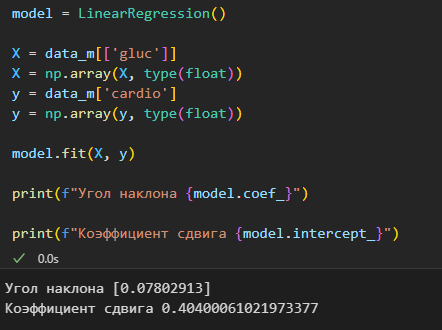 model = LinearRegression()
X = data_m[['gluc']]
X = np.array(X, type(float))
y = data_m['cardio']
y = np.array(y, type(float))
model.fit(X, y)
print(f"Угол наклона {model.coef_}")
print(f"Коэффициент сдвига {model.intercept_}")
✓ 0.0s
Угол наклона [0.07802913]
Коэффициент сдвига 0.40400061021973377